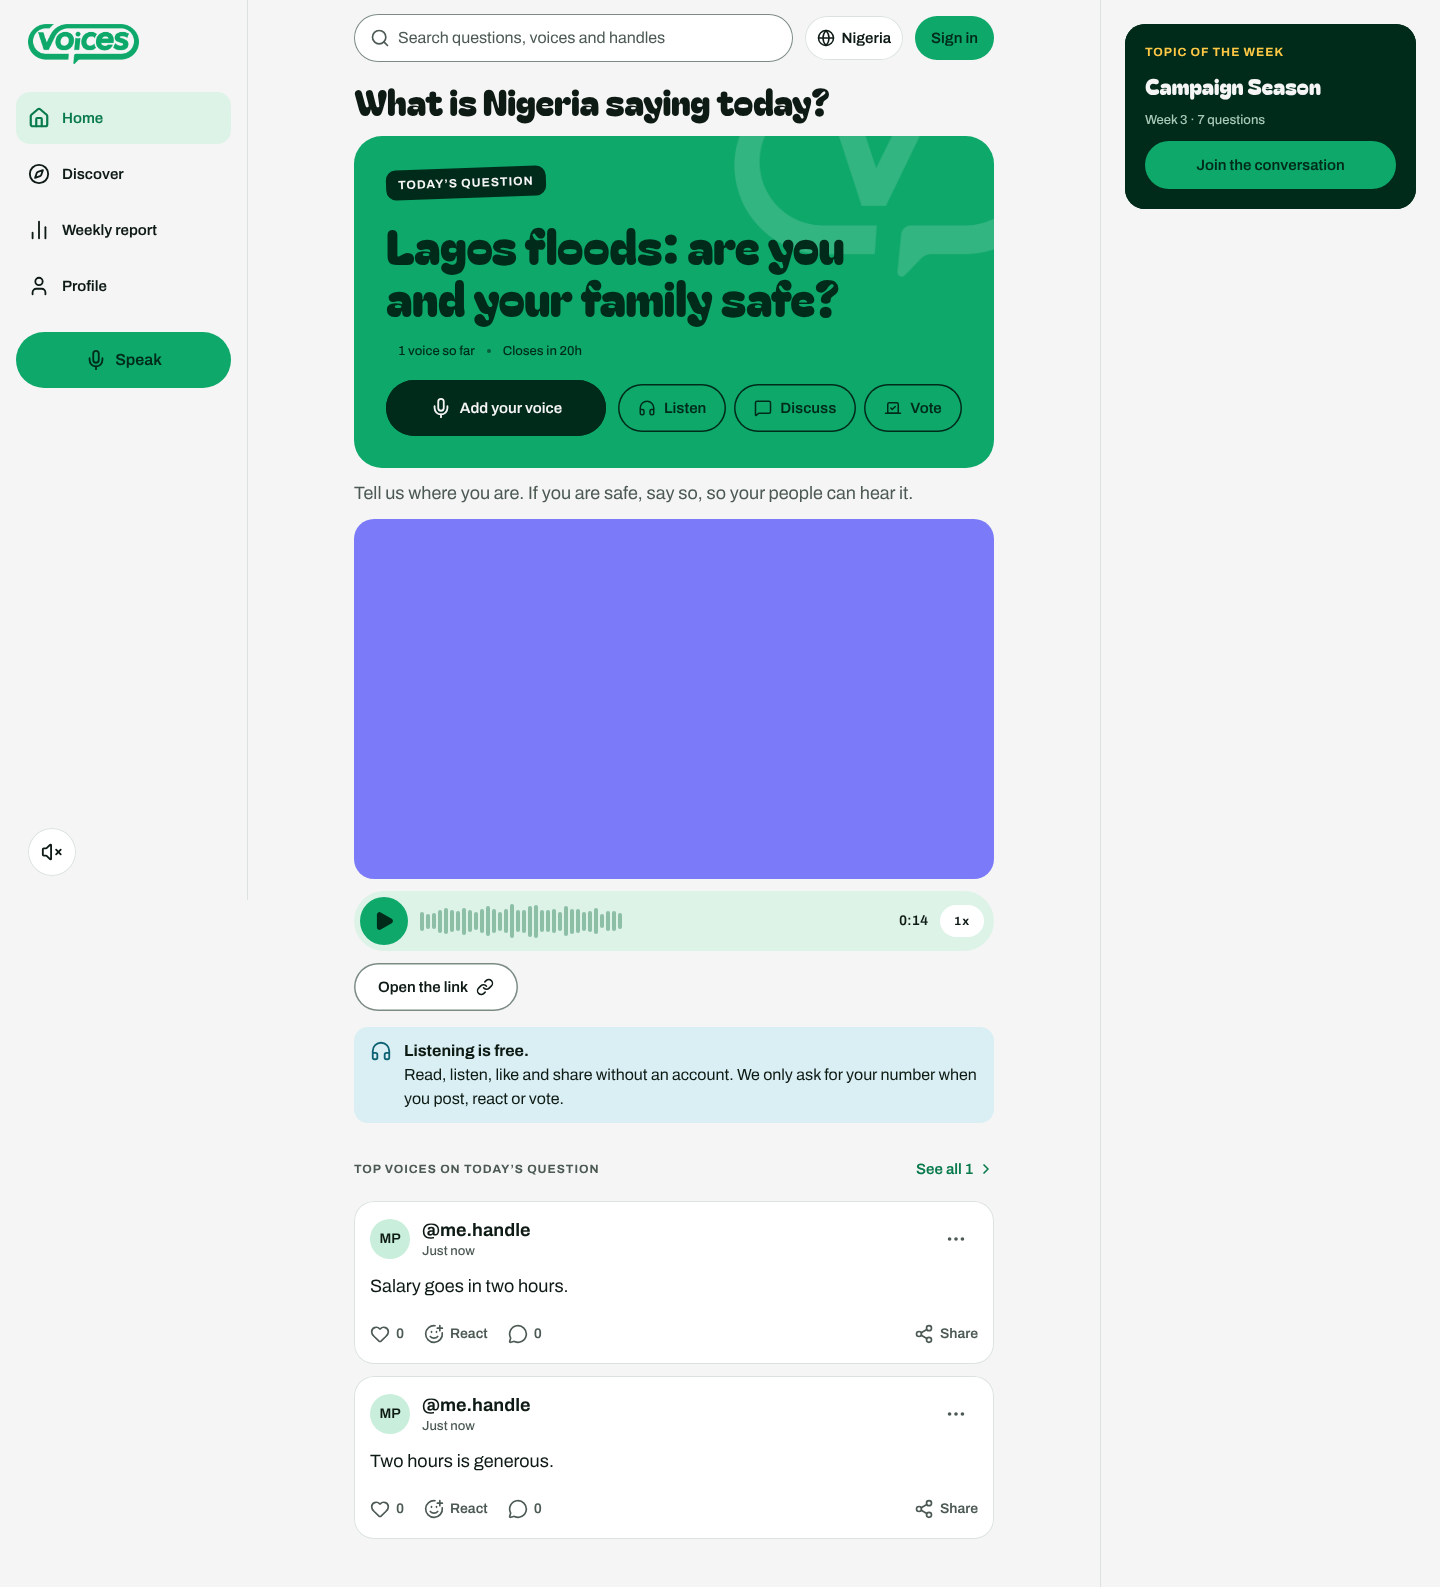 Voices
Home
Discover
Weekly report
Profile
Speak
Search questions, voices and handles
Nigeria
Sign in
What is Nigeria saying today?
TODAY’S QUESTION
Lagos floods: are you
and your family safe?
1 voice so far • Closes in 20h
Add your voice
Listen
Discuss
Vote
Tell us where you are. If you are safe, say so, so your people can hear it.
0:14
1x
Open the link
Listening is free.
Read, listen, like and share without an account. We only ask for your number when
you post, react or vote.
TOP VOICES ON TODAY’S QUESTION
See all 1
MP
@me.handle
Just now
Salary goes in two hours.
0
React
0
Share
MP
@me.handle
Just now
Two hours is generous.
0
React
0
Share
TOPIC OF THE WEEK
Campaign Season
Week 3 · 7 questions
Join the conversation